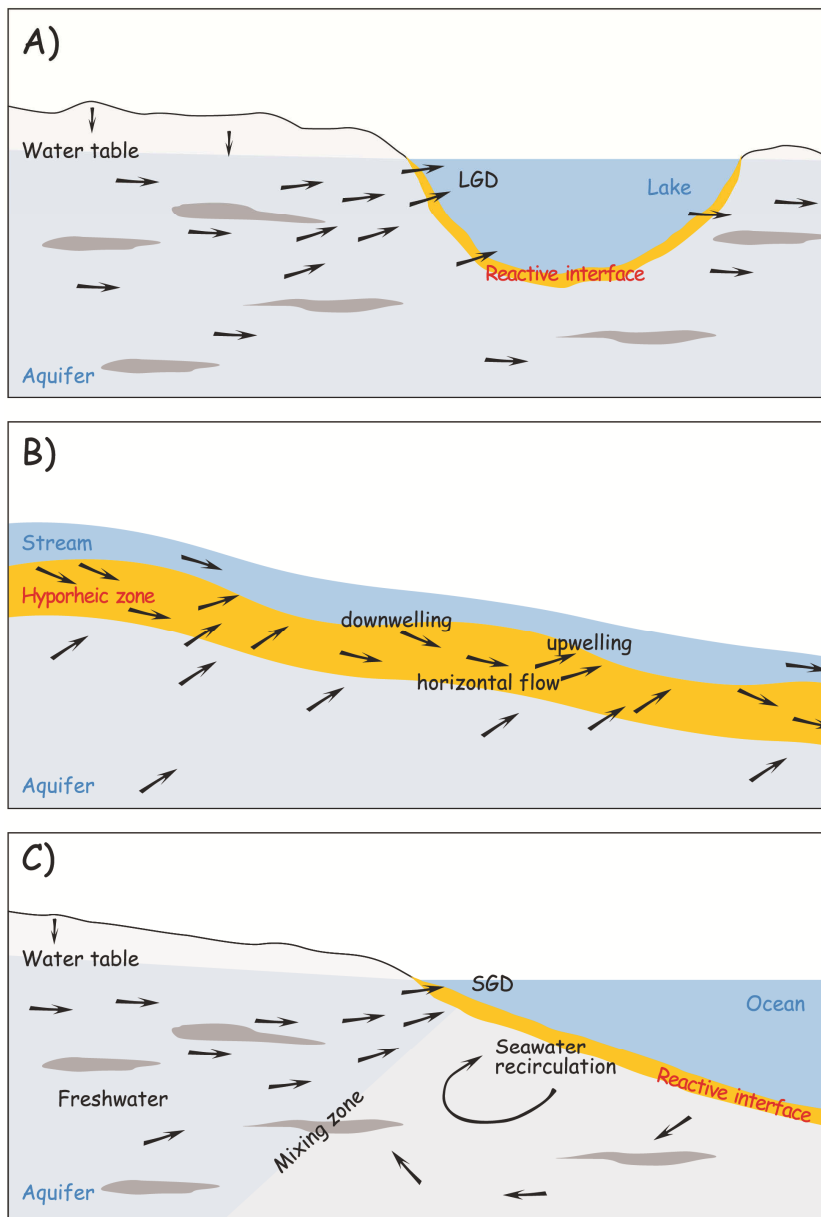 A)
Water table
LGD
Lake
Reactive interface
Aquifer
B)
Stream
Hyporheic zone
downwelling
upwelling
horizontal flow
Aquifer
C)
Water table
SGD
Ocean
Seawater
recirculation
Freshwater
Reactive interface
Mixing zone
Aquifer